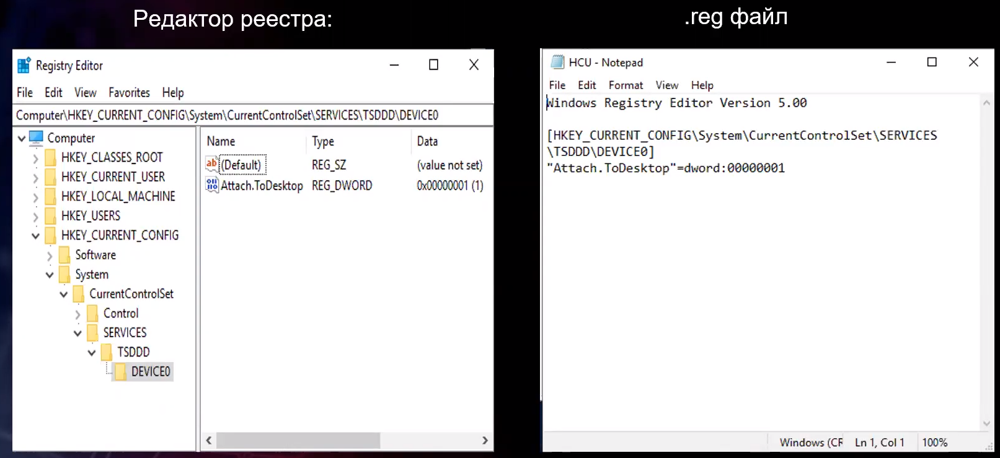 Редактор реестра:
.reg файл
Registry Editor
File Edit View Favorites Help
Computer\HKEY_CURRENT_CONFIG\System\CurrentControlSet\SERVICES\TSDDD\DEVICE0
Computer
HKEY_CLASSES_ROOT
HKEY_CURRENT_USER
HKEY_LOCAL_MACHINE
HKEY_USERS
HKEY_CURRENT_CONFIG
Software
System
CurrentControlSet
Control
SERVICES
TSDDD
DEVICE0
Name Type Data
(Default) REG_SZ (value not set)
Attach.ToDesktop REG_DWORD 0x00000001 (1)
HCU - Notepad
File Edit Format View Help
Windows Registry Editor Version 5.00
[HKEY_CURRENT_CONFIG\System\CurrentControlSet\SERVICES
\TSDDD\DEVICE0]
"Attach.ToDesktop"=dword:00000001
Windows (CR Ln 1, Col 1 100%